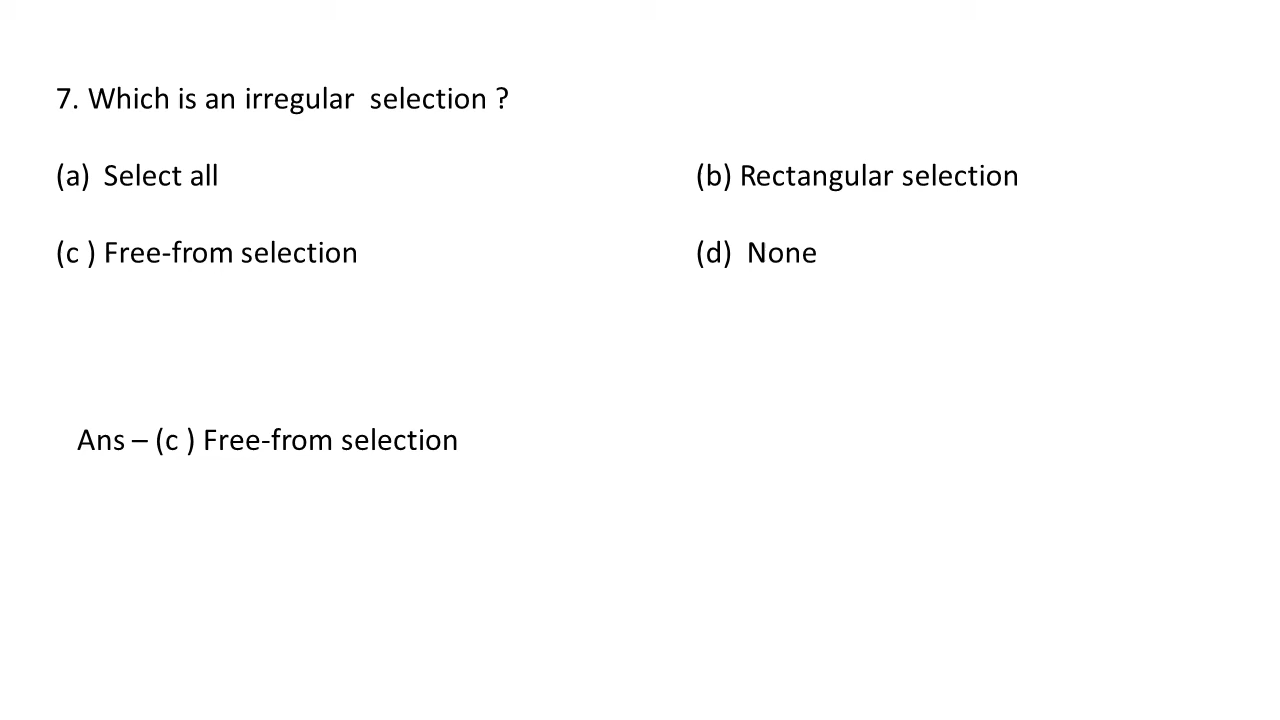 7. Which is an irregular  selection ?
(a)  Select all
(b) Rectangular selection
(c ) Free-from selection
(d)  None
Ans – (c ) Free-from selection